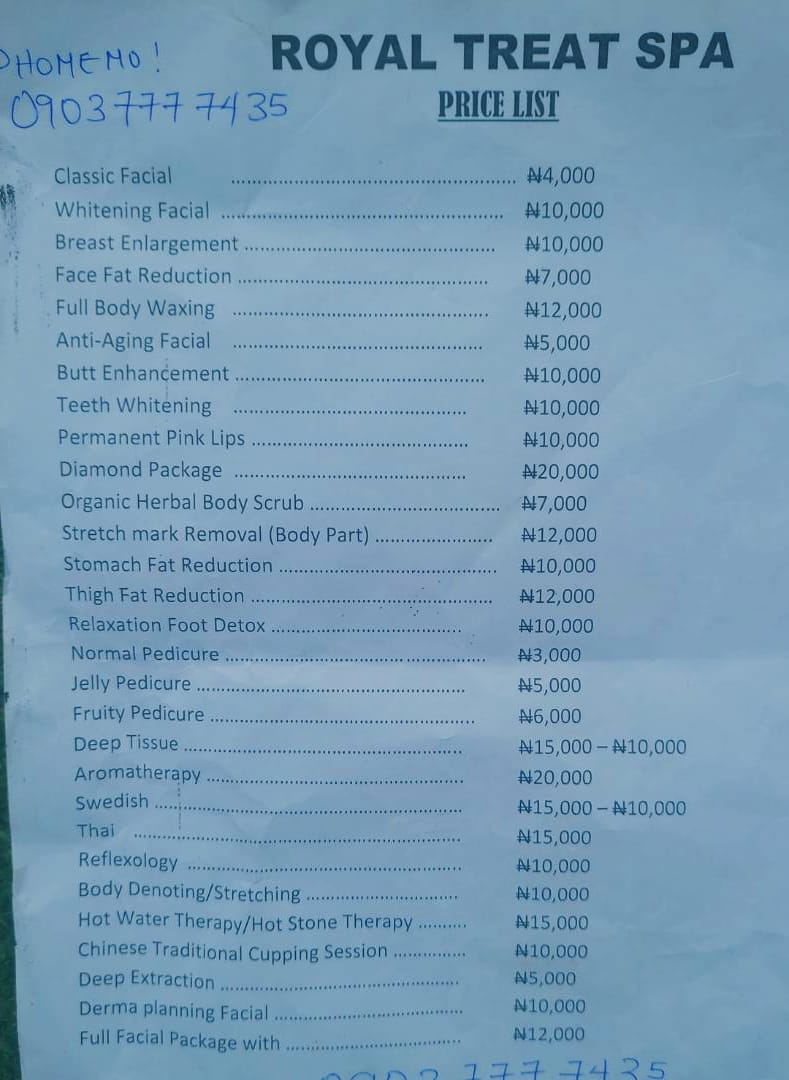 ROYAL TREAT SPA
PHOMEMO!
09037777435
PRICE LIST
Classic Facial ........................................ ₦4,000
Whitening Facial ........................................ ₦10,000
Breast Enlargement ........................................ ₦10,000
Face Fat Reduction ........................................ ₦7,000
Full Body Waxing ........................................ ₦12,000
Anti-Aging Facial ........................................ ₦5,000
Butt Enhancement ........................................ ₦10,000
Teeth Whitening ........................................ ₦10,000
Permanent Pink Lips ........................................ ₦10,000
Diamond Package ........................................ ₦20,000
Organic Herbal Body Scrub ................................ ₦7,000
Stretch mark Removal (Body Part) .................... ₦12,000
Stomach Fat Reduction .................................... ₦10,000
Thigh Fat Reduction ........................................ ₦12,000
Relaxation Foot Detox .................................... ₦10,000
Normal Pedicure ........................................ ₦3,000
Jelly Pedicure ........................................ ₦5,000
Fruity Pedicure ........................................ ₦6,000
Deep Tissue ........................................ ₦15,000 – ₦10,000
Aromatherapy ........................................ ₦20,000
Swedish ........................................ ₦15,000 – ₦10,000
Thai ........................................ ₦15,000
Reflexology ........................................ ₦10,000
Body Denoting/Stretching ........................... ₦10,000
Hot Water Therapy/Hot Stone Therapy ......... ₦15,000
Chinese Traditional Cupping Session ............. ₦10,000
Deep Extraction ........................................ ₦5,000
Derma planning Facial .................................. ₦10,000
Full Facial Package with ................................ ₦12,000